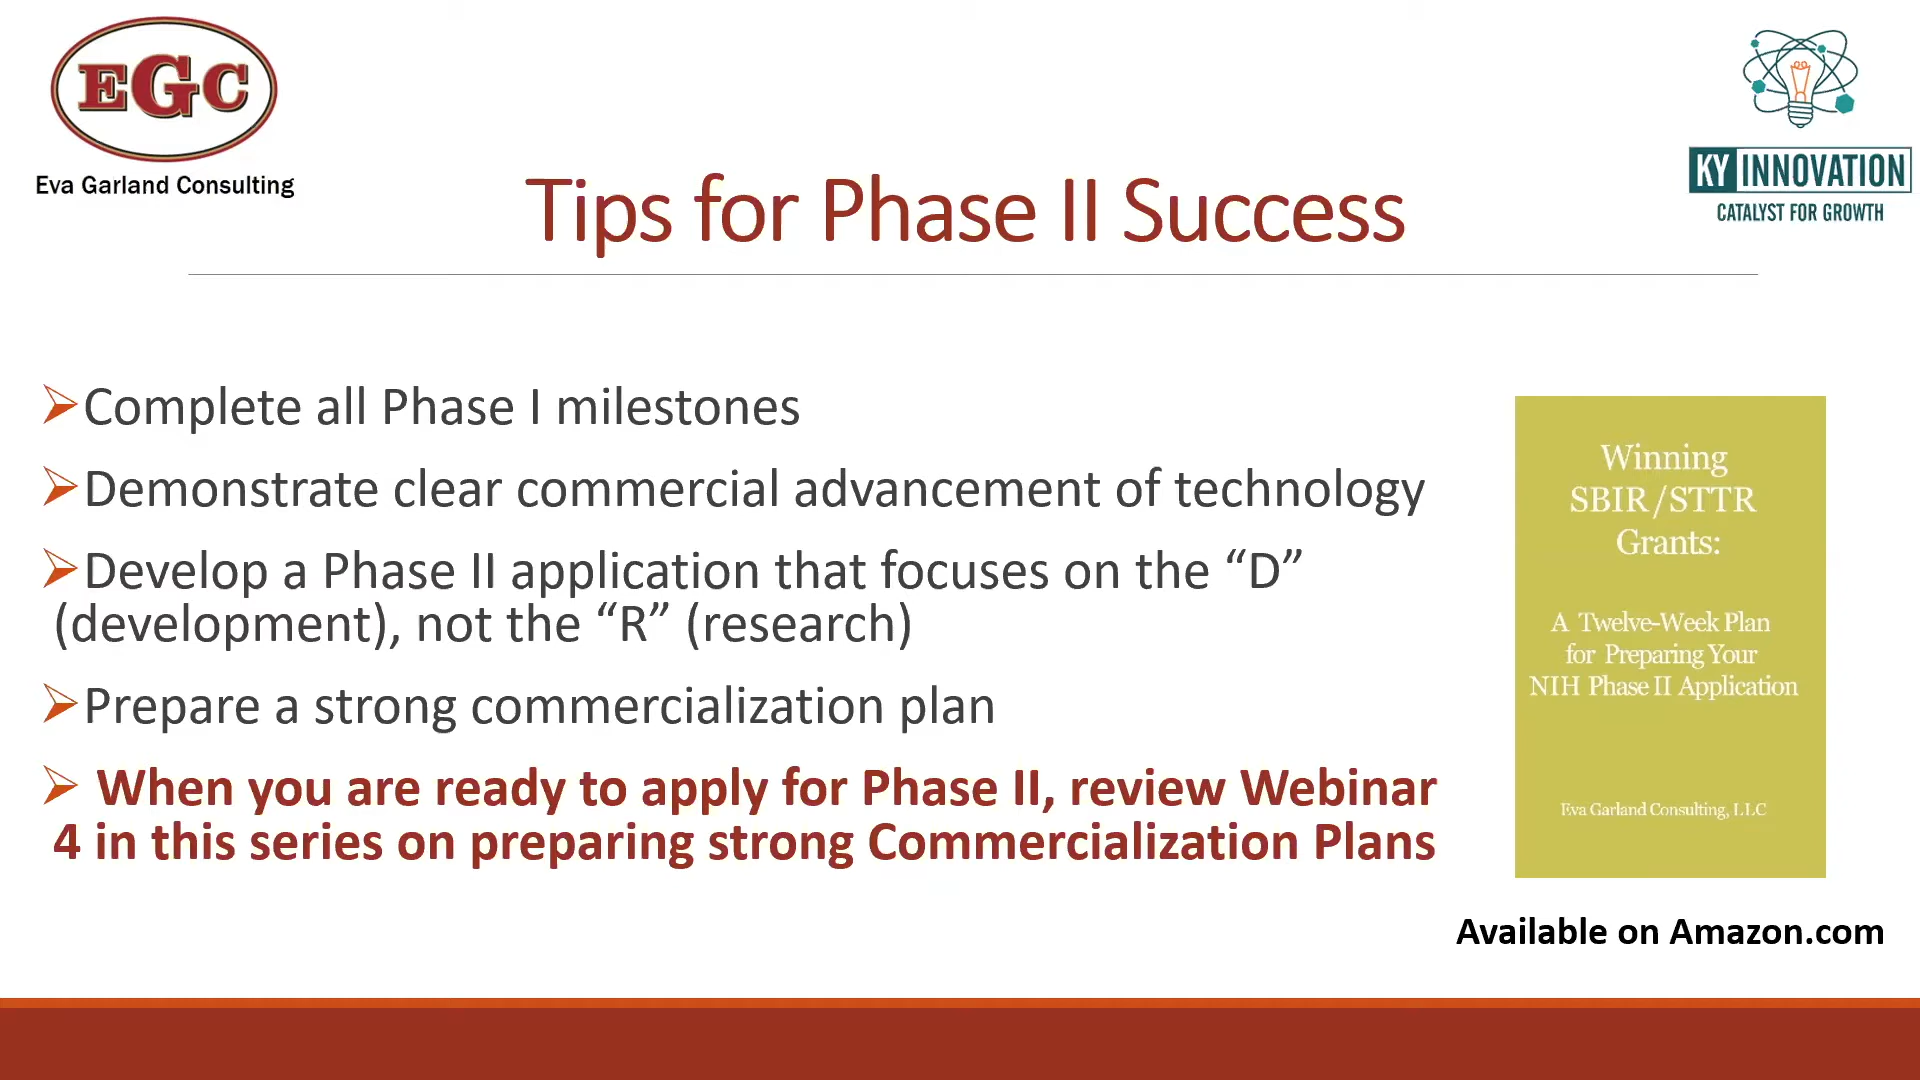 EGC
Eva Garland Consulting
KY INNOVATION
CATALYST FOR GROWTH
Tips for Phase II Success
Complete all Phase I milestones
Demonstrate clear commercial advancement of technology
Develop a Phase II application that focuses on the “D”
(development), not the “R” (research)
Prepare a strong commercialization plan
When you are ready to apply for Phase II, review Webinar
4 in this series on preparing strong Commercialization Plans
Winning
SBIR/STTR
Grants:
A Twelve-Week Plan
for Preparing Your
NIH Phase II Application
Eva Garland Consulting, LLC
Available on Amazon.com